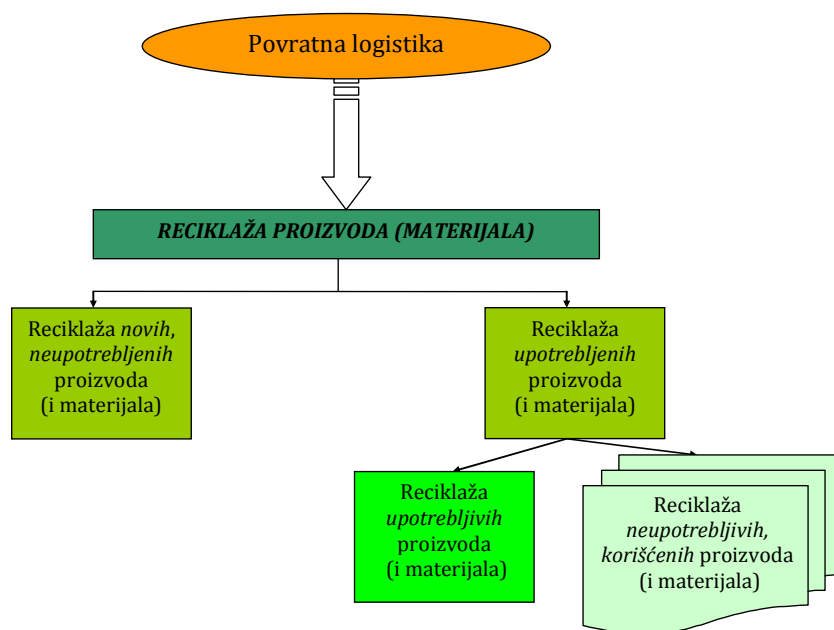 Povratna logistika
RECIKLAŽA PROIZVODA (MATERIJALA)
Reciklaža novih,
neupotrebljenih
proizvoda
(i materijala)
Reciklaža
upotrebljenih
proizvoda
(i materijala)
Reciklaža
upotrebljivih
proizvoda
(i materijala)
Reciklaža
neupotrebljivih,
korišćenih proizvoda
(i materijala)